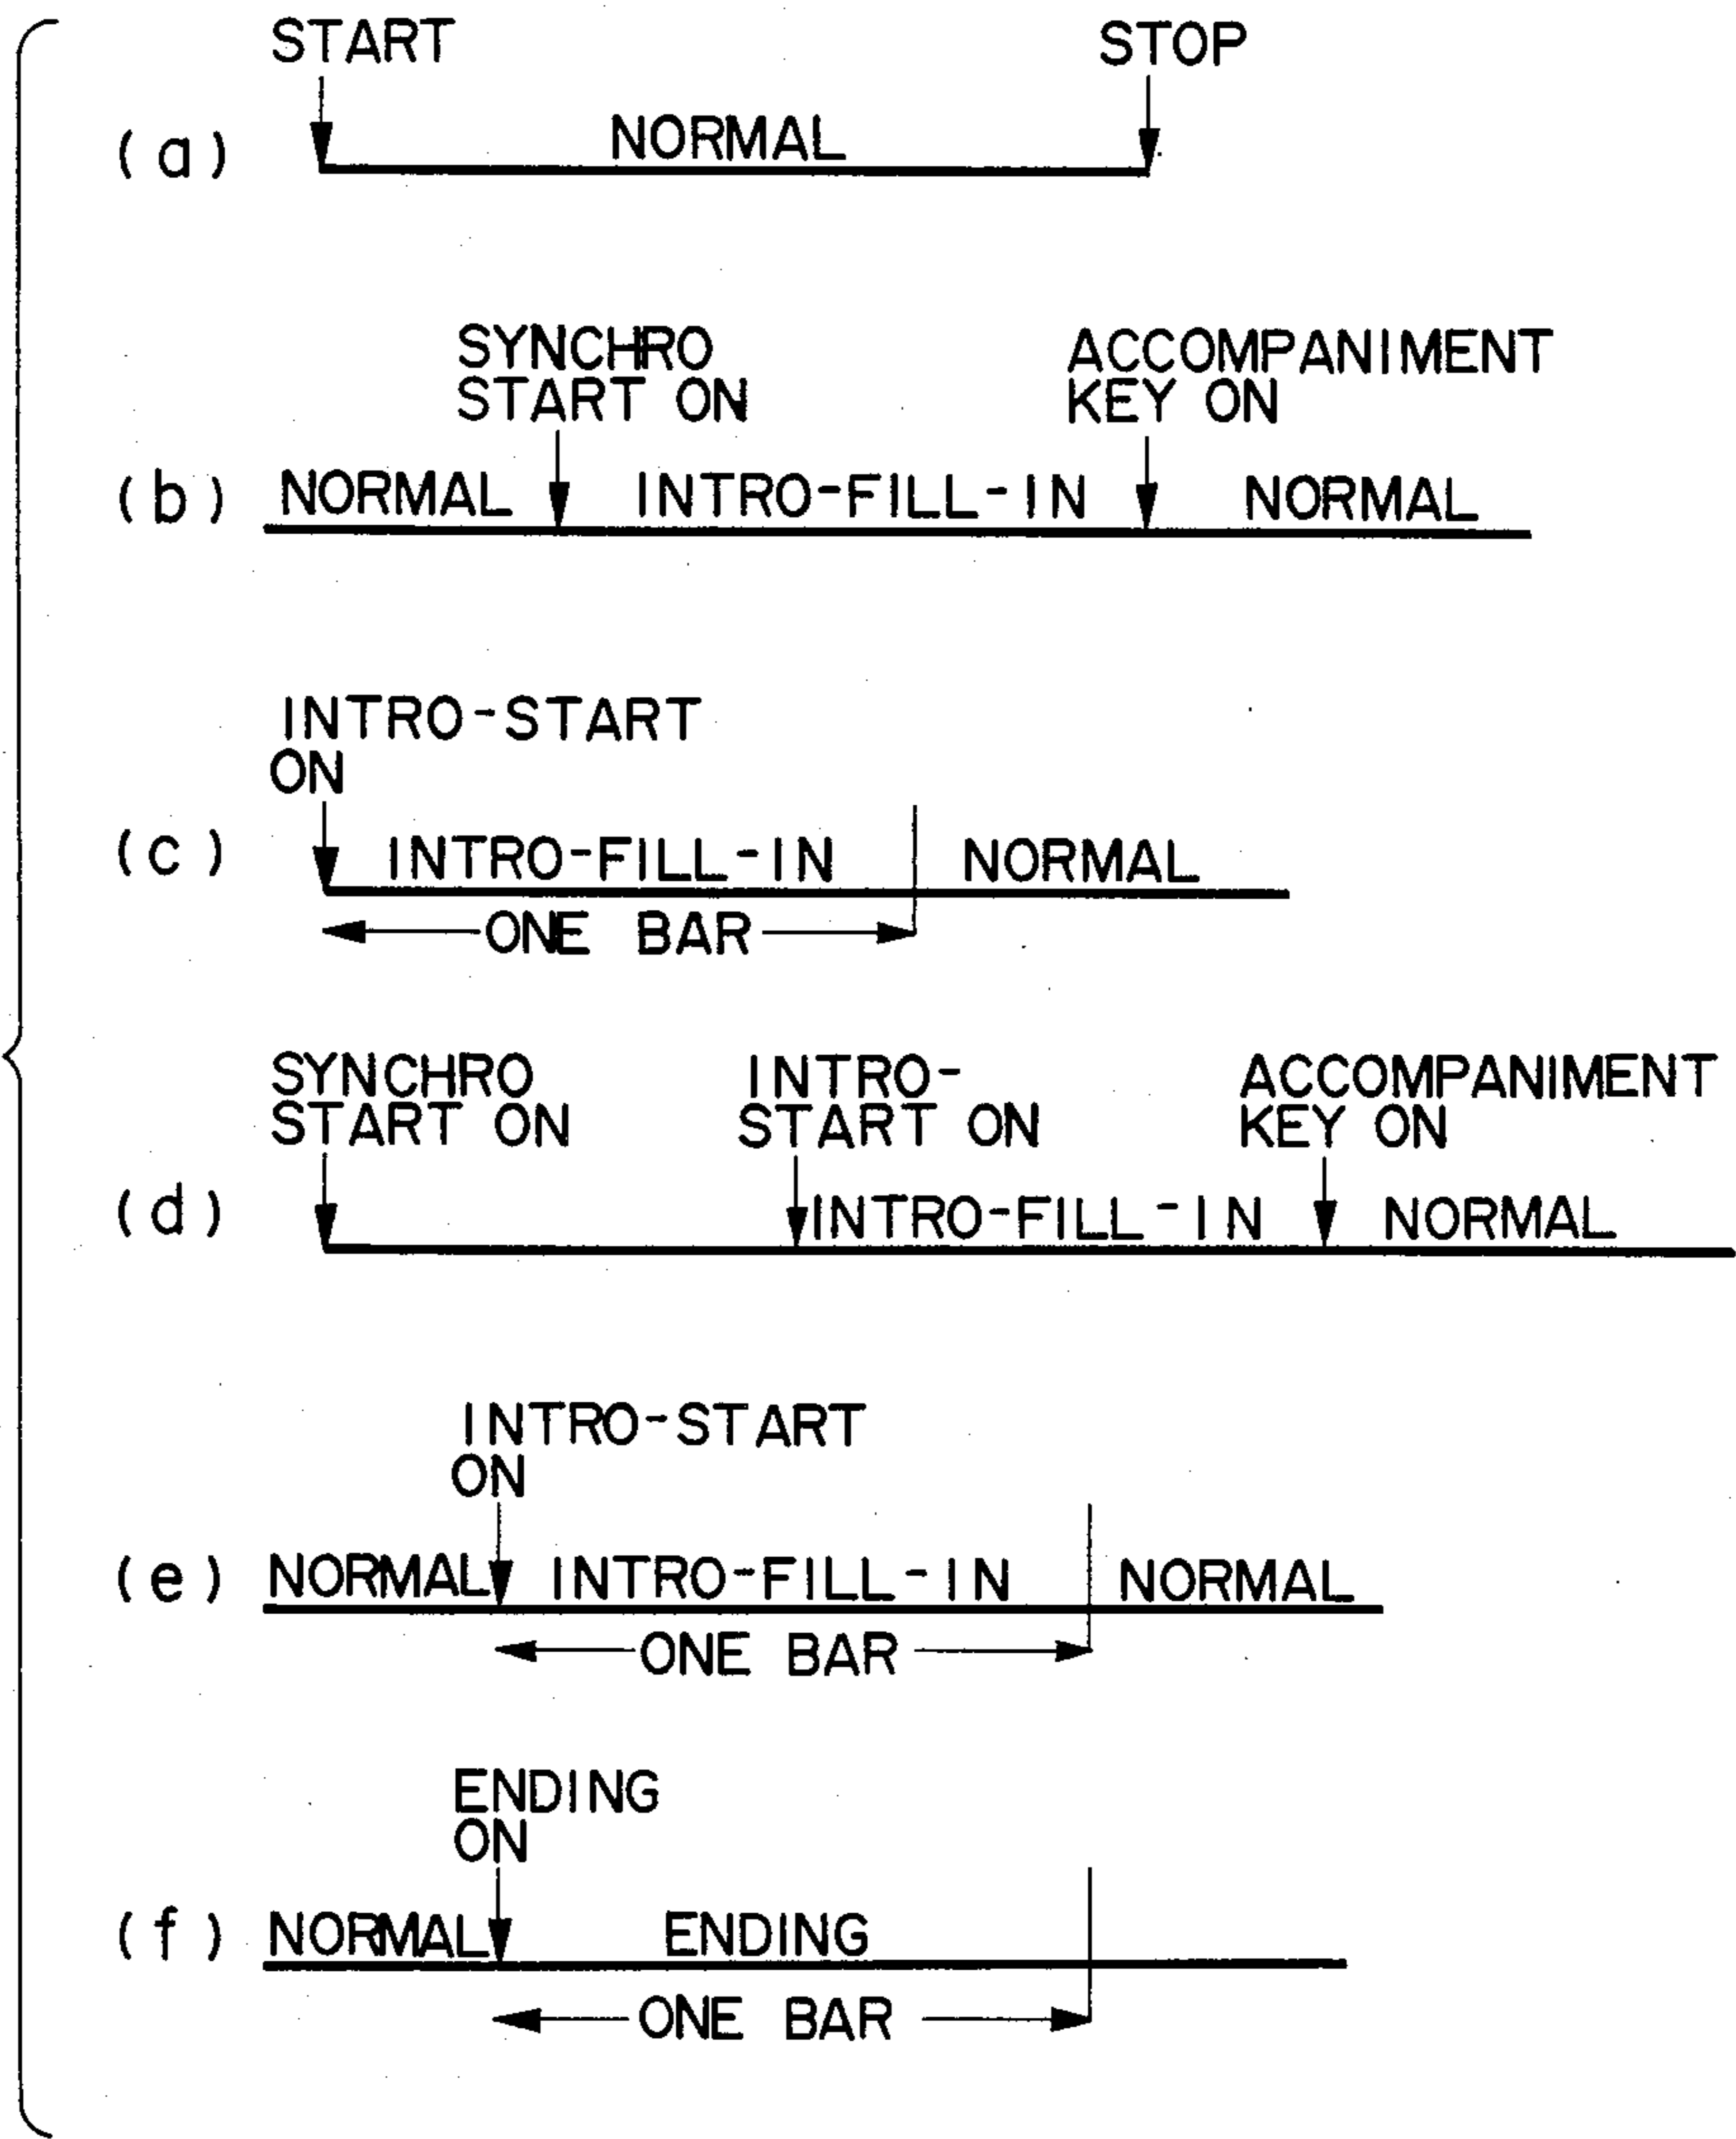 START STOP
(a) NORMAL
SYNCHRO ACCOMPANIMENT
START ON KEY ON
(b) NORMAL INTRO-FILL-IN NORMAL
INTRO-START
ON
(c) INTRO-FILL-IN NORMAL
ONE BAR
SYNCHRO INTRO- ACCOMPANIMENT
START ON START ON KEY ON
(d) INTRO-FILL-IN NORMAL
INTRO-START
ON
(e) NORMAL INTRO-FILL-IN NORMAL
ONE BAR
ENDING
ON
(f) NORMAL ENDING
ONE BAR